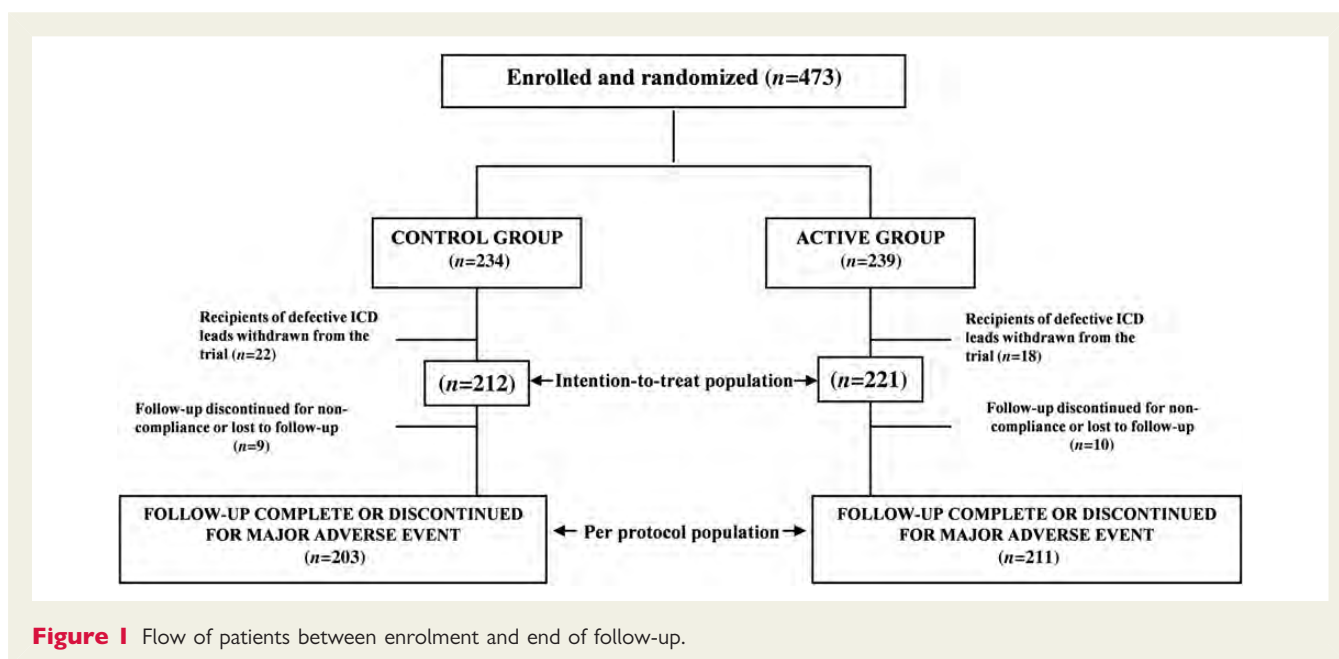 Enrolled and randomized (n=473)
CONTROL GROUP
(n=234)
ACTIVE GROUP
(n=239)
Recipients of defective ICD
leads withdrawn from the
trial (n=22)
Recipients of defective ICD
leads withdrawn from the
trial (n=18)
(n=212)
Intention-to-treat population
(n=221)
Follow-up discontinued for non-
compliance or lost to follow-up
(n=9)
Follow-up discontinued for non-
compliance or lost to follow-up
(n=10)
FOLLOW-UP COMPLETE OR DISCONTINUED
FOR MAJOR ADVERSE EVENT
(n=203)
Per protocol population
FOLLOW-UP COMPLETE OR DISCONTINUED
FOR MAJOR ADVERSE EVENT
(n=211)
Figure 1 Flow of patients between enrolment and end of follow-up.